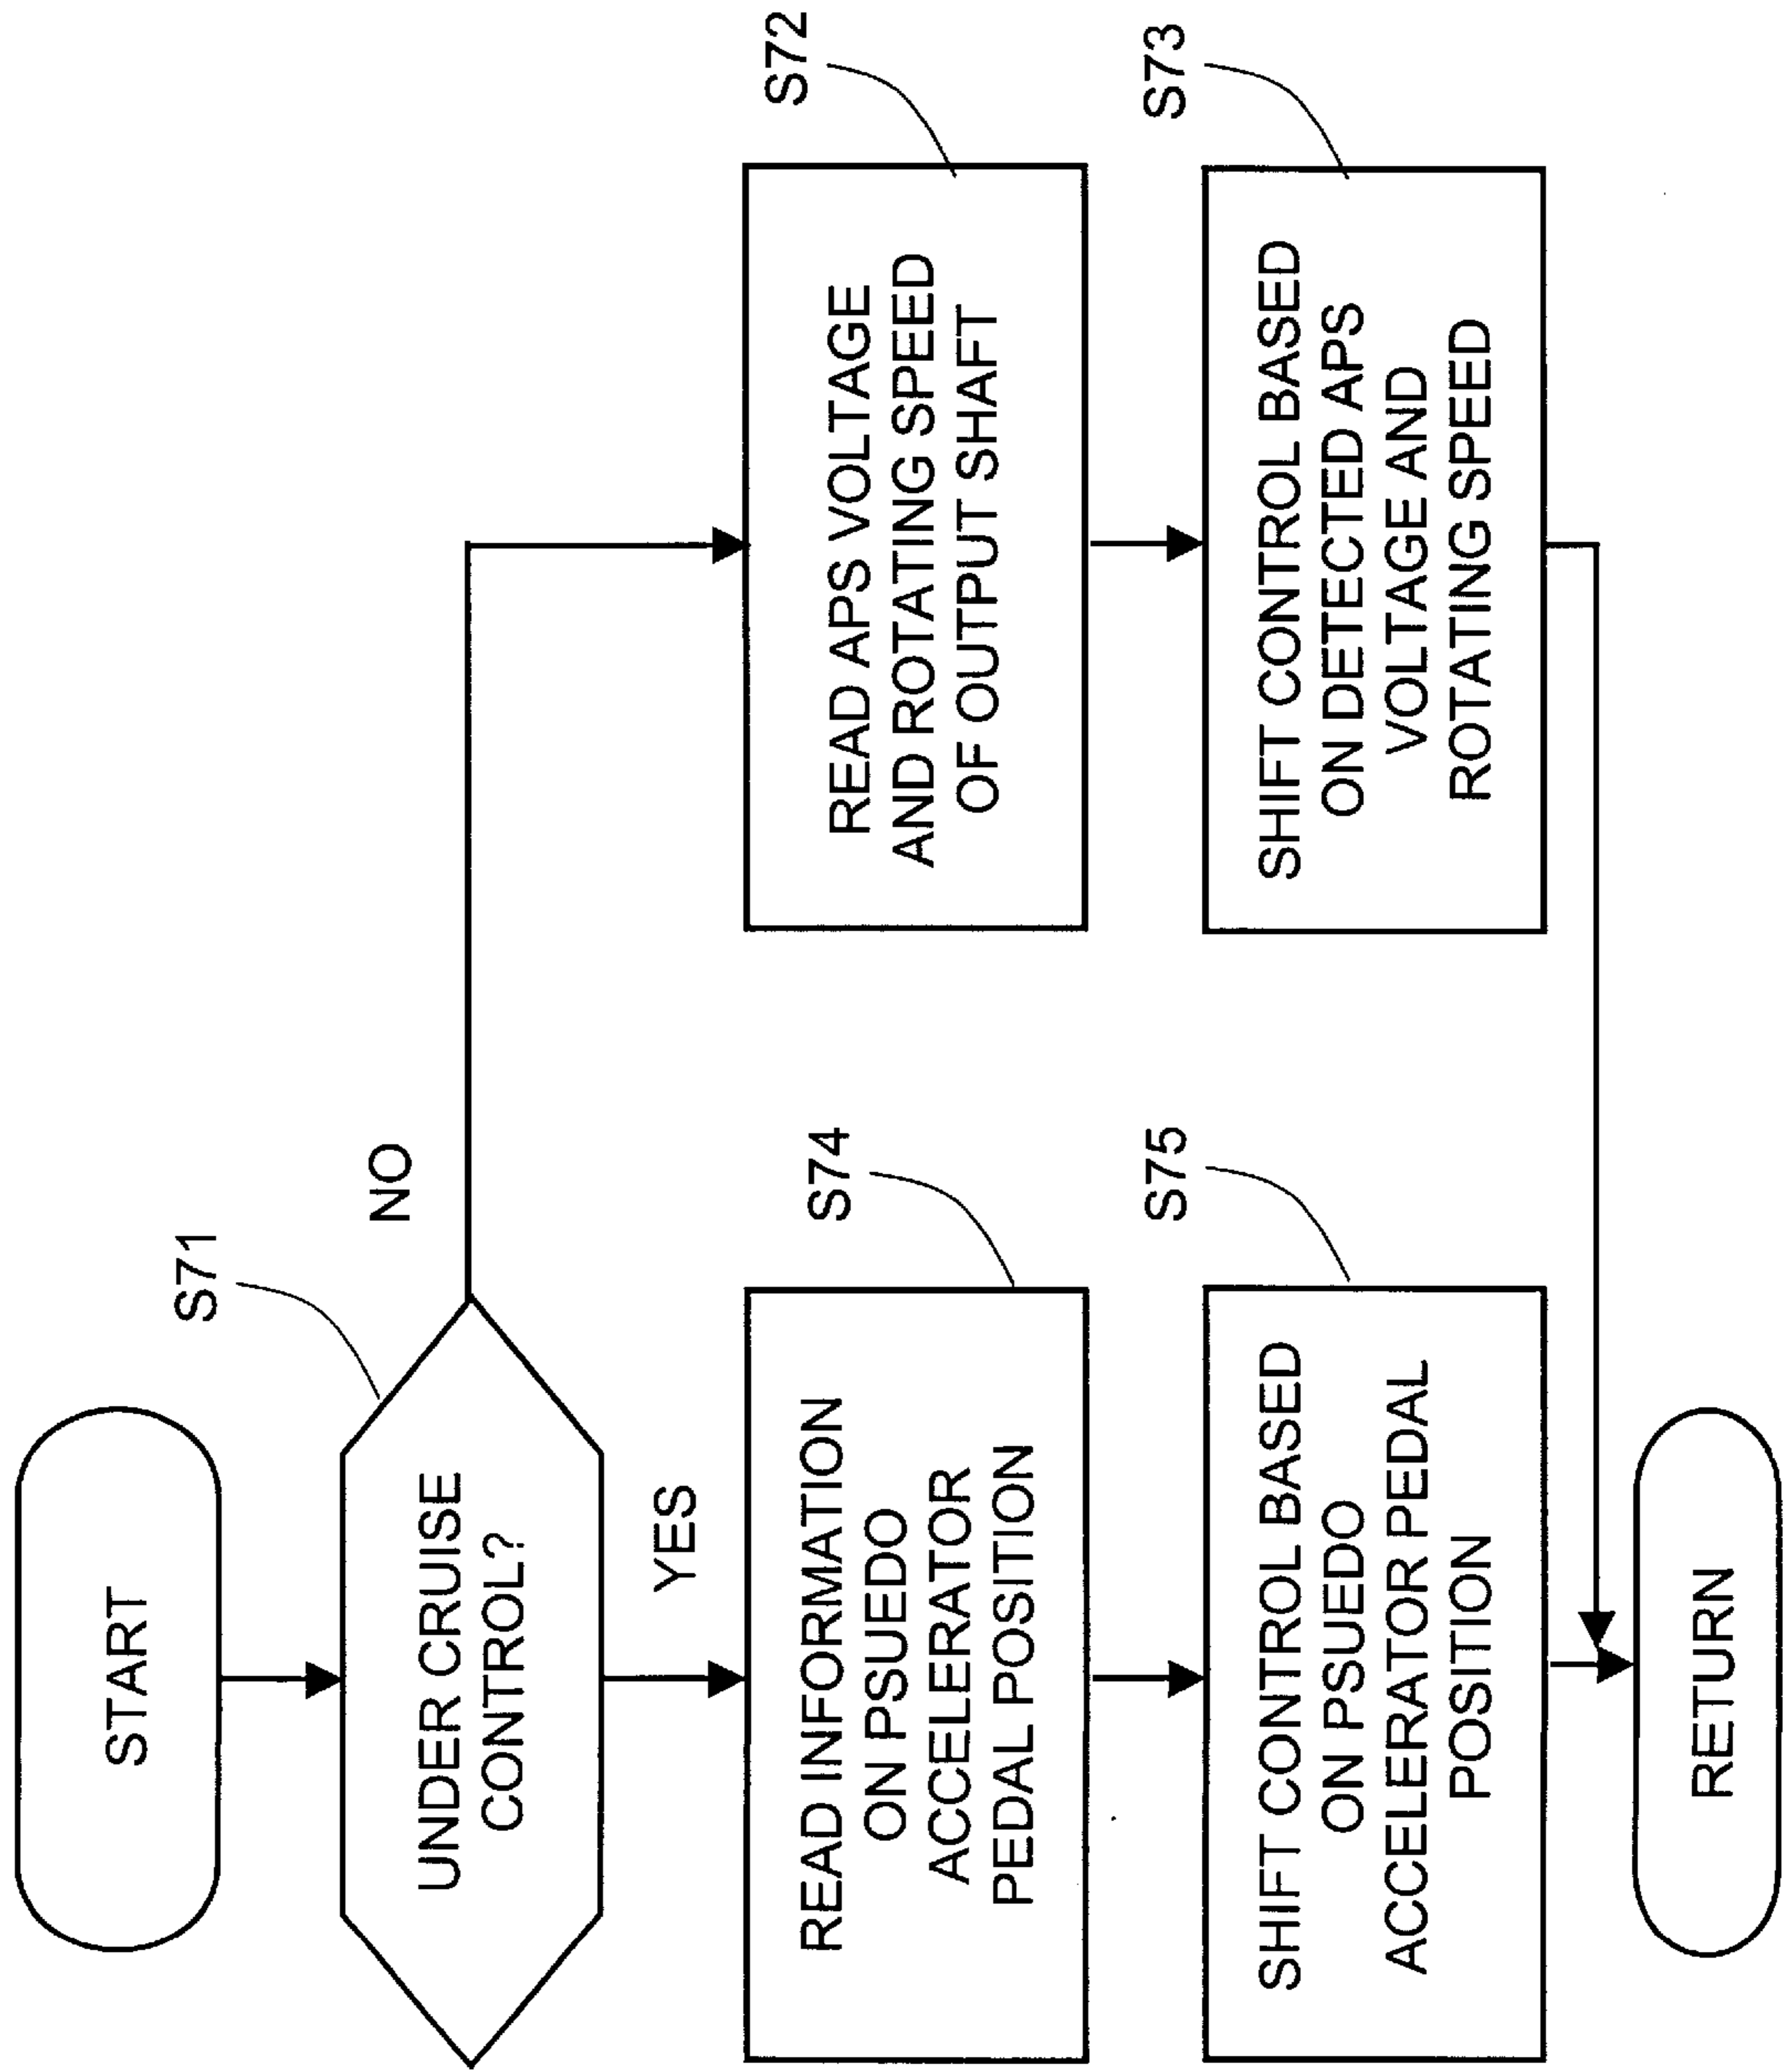 START
S71
UNDER CRUISE
CONTROL?
NO
YES
S72
READ APS VOLTAGE
AND ROTATING SPEED
OF OUTPUT SHAFT
S73
SHIFT CONTROL BASED
ON DETECTED APS
VOLTAGE AND
ROTATING SPEED
S74
READ INFORMATION
ON PSUEDO
ACCELERATOR
PEDAL POSITION
S75
SHIFT CONTROL BASED
ON PSUEDO
ACCELERATOR PEDAL
POSITION
RETURN